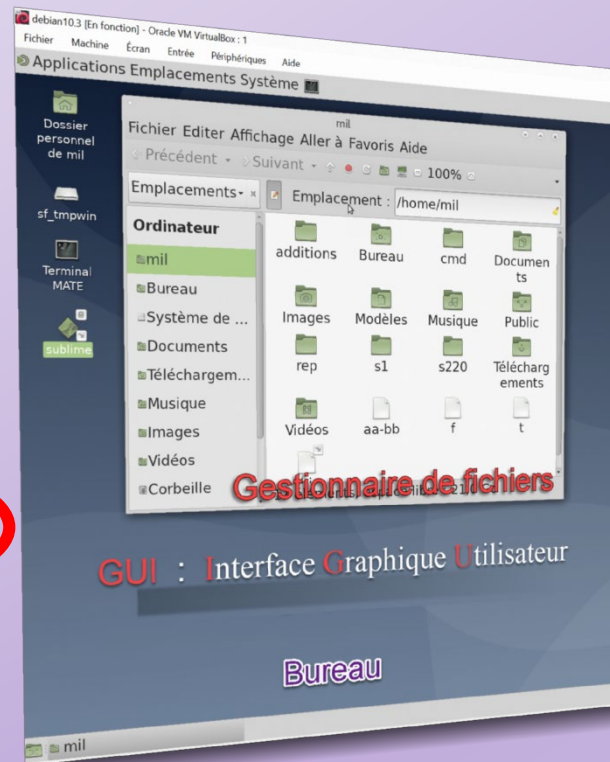 debian10.3 [En fonction] - Oracle VM VirtualBox : 1
Fichier Machine Écran Entrée Périphériques Aide
Applications Emplacements Système
Dossier personnel de mil
sf_tmpwin
Terminal MATE
sublime
mil
Fichier Editer Affichage Aller à Favoris Aide
Précédent Suivant 100%
Emplacements Emplacement : /home/mil
Ordinateur
mil
Bureau
Système de ...
Documents
Téléchargem...
Musique
Images
Vidéos
Corbeille
additions Bureau cmd Documents
Images Modèles Musique Public
rep s1 s220 Téléchargements
Vidéos aa-bb f t
Gestionnaire de fichiers
GUI : Interface Graphique Utilisateur
Bureau
mil